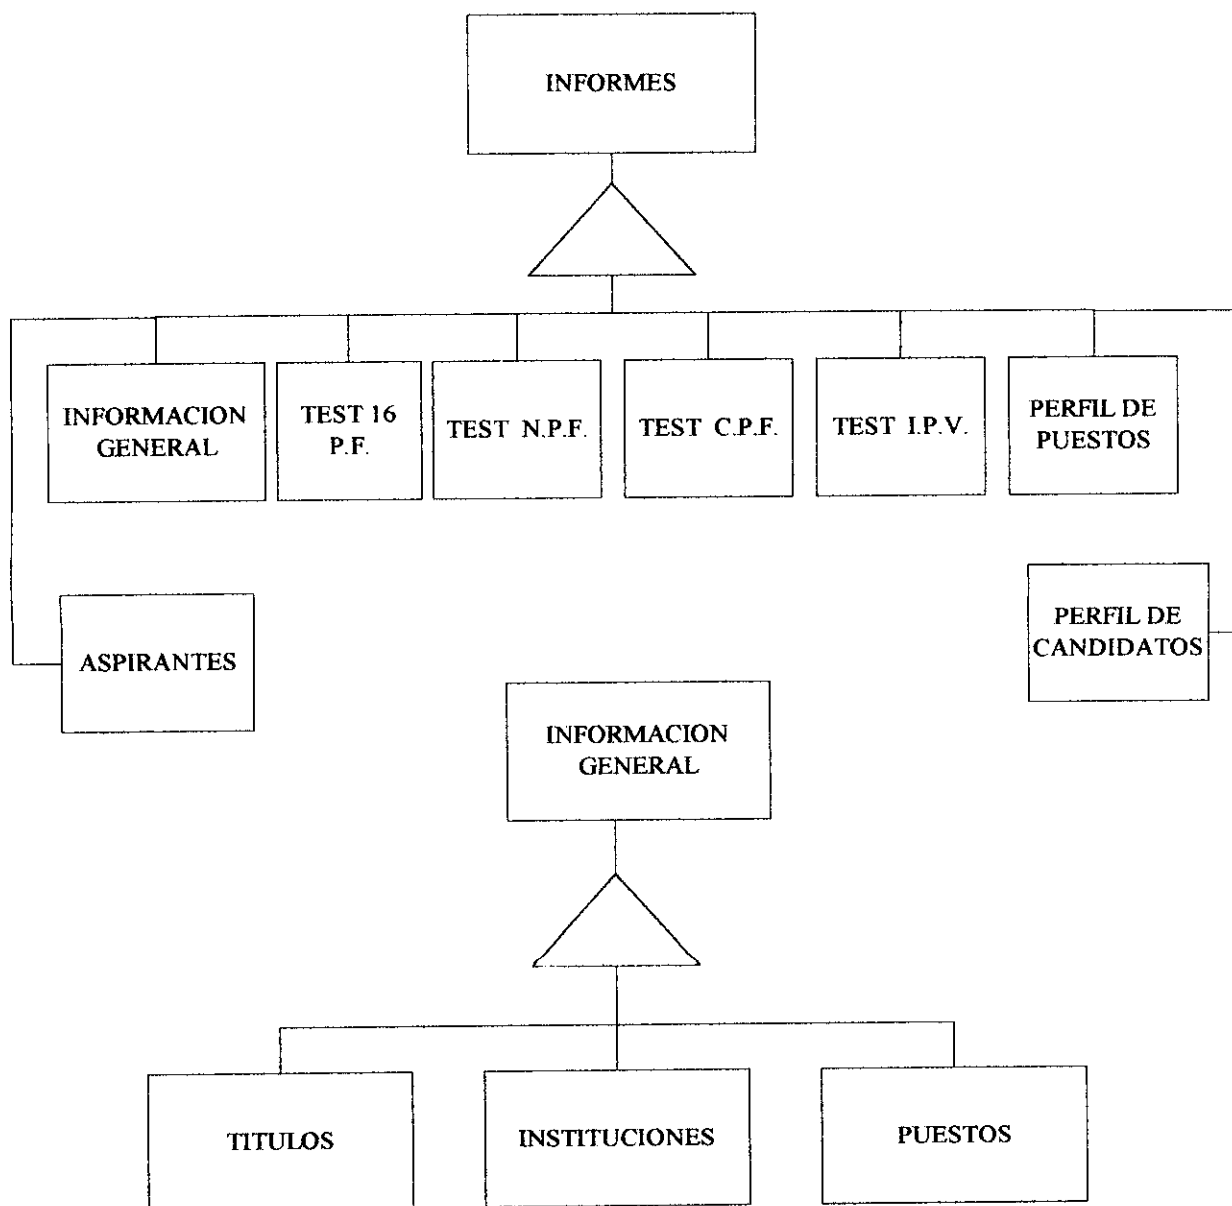 INFORMES
INFORMACION
GENERAL
TEST 16
P.F.
TEST N.P.F.
TEST C.P.F.
TEST I.P.V.
PERFIL DE
PUESTOS
ASPIRANTES
PERFIL DE
CANDIDATOS
INFORMACION
GENERAL
TITULOS
INSTITUCIONES
PUESTOS